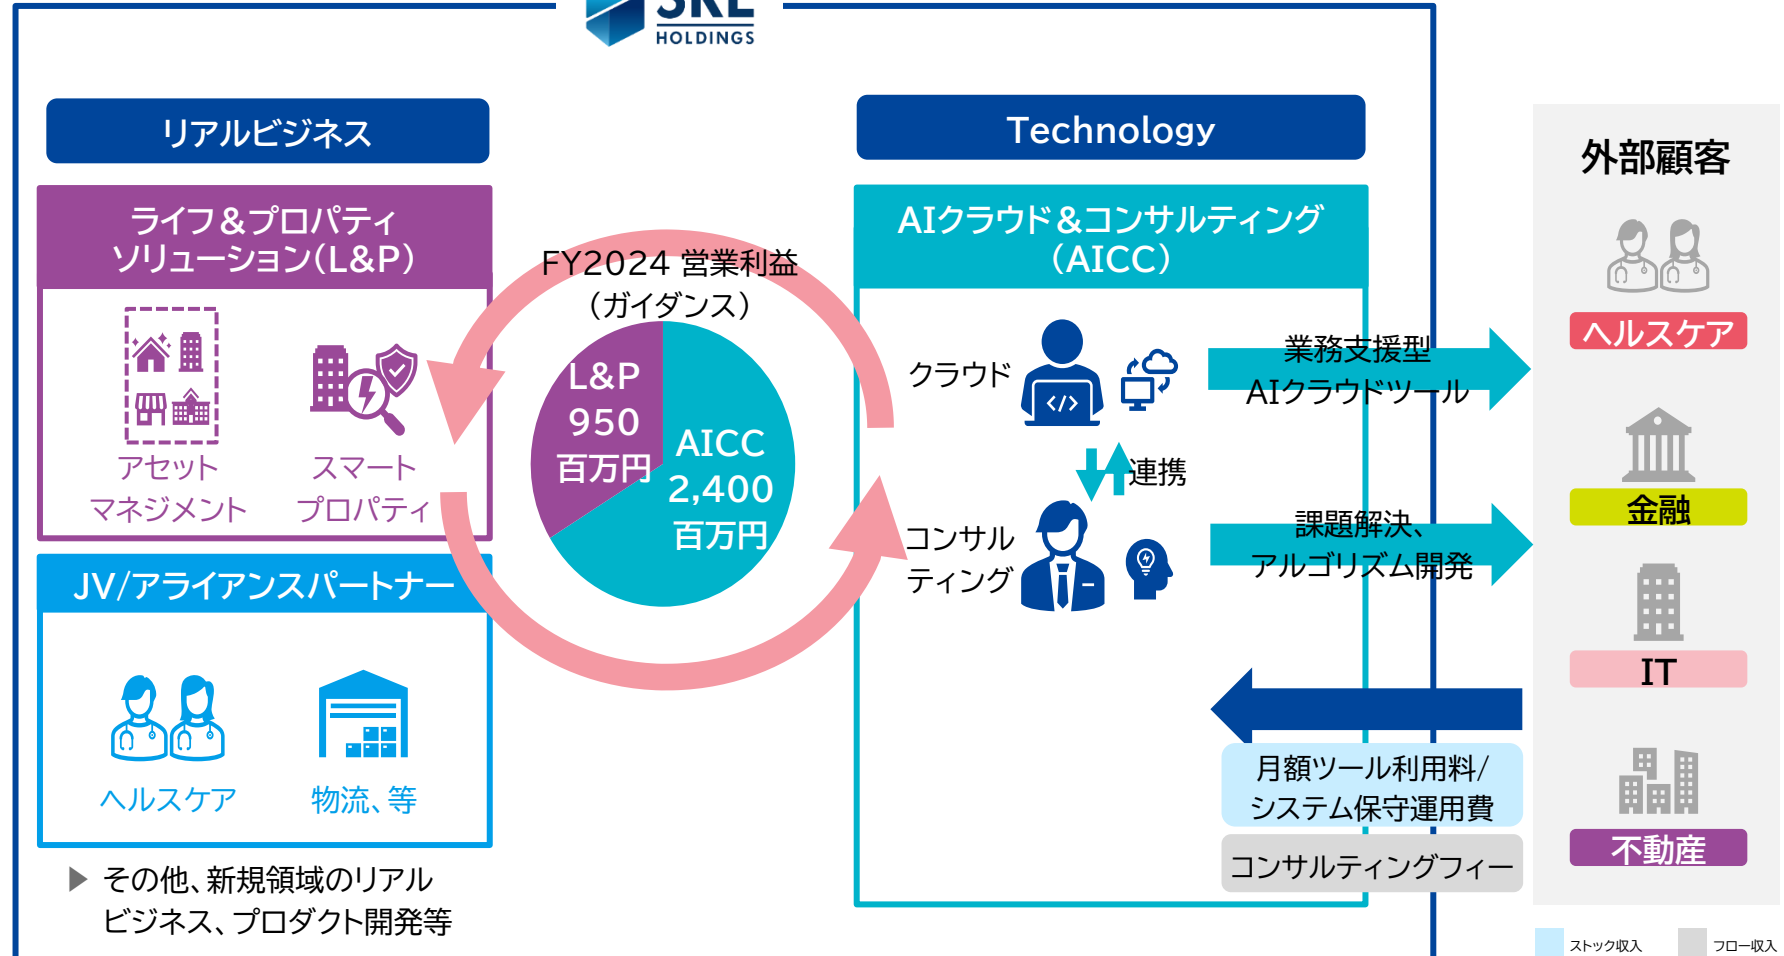 SRE
HOLDINGS
リアルビジネス
ライフ＆プロパティ
ソリューション（L&P）
アセット
マネジメント
スマート
プロパティ
JV/アライアンスパートナー
ヘルスケア
物流、等
▶ その他、新規領域のリアル
ビジネス、プロダクト開発等
FY2024 営業利益
（ガイダンス）
L&P
950
百万円
AICC
2,400
百万円
Technology
AIクラウド＆コンサルティング
（AICC）
クラウド
</>
連携
コンサル
ティング
業務支援型
AIクラウドツール
課題解決、
アルゴリズム開発
月額ツール利用料/
システム保守運用費
コンサルティングフィー
外部顧客
ヘルスケア
金融
IT
不動産
ストック収入
フロー収入